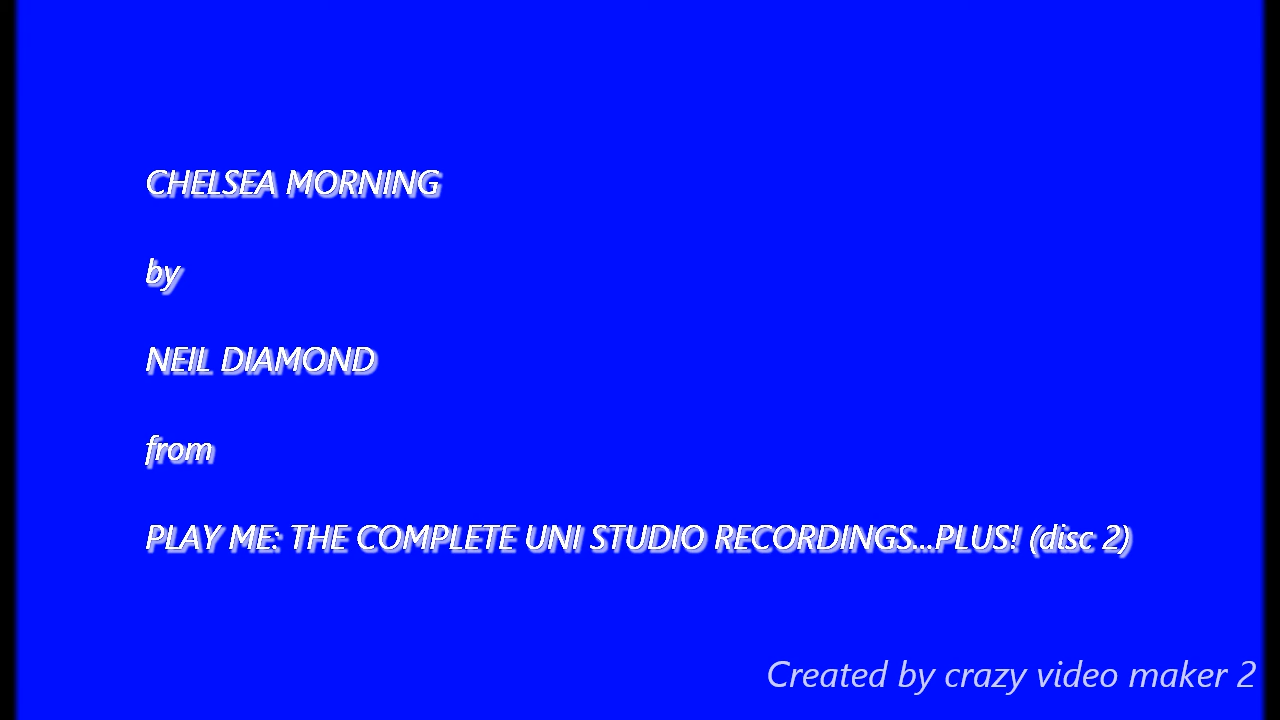 CHELSEA MORNING
by
NEIL DIAMOND
from
PLAY ME: THE COMPLETE UNI STUDIO RECORDINGS...PLUS! (disc 2)
Created by crazy video maker 2